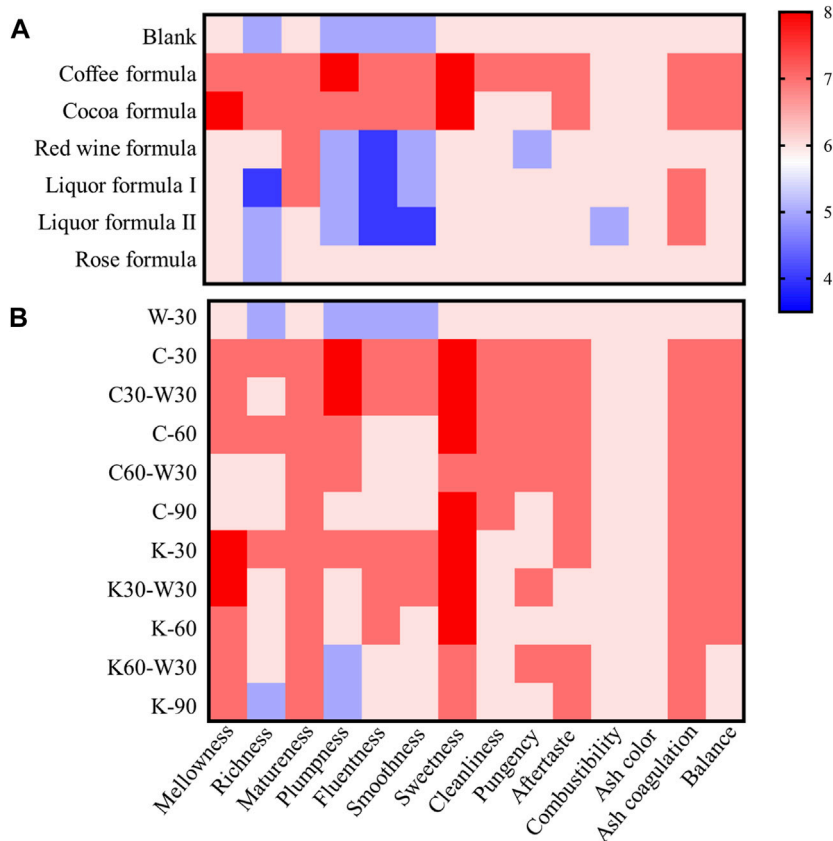 A
Blank
Coffee formula
Cocoa formula
Red wine formula
Liquor formula I
Liquor formula II
Rose formula
8
7
6
5
4
B
W-30
C-30
C30-W30
C-60
C60-W30
C-90
K-30
K30-W30
K-60
K60-W30
K-90
Mellowness
Richness
Matureness
Plumpness
Fluentness
Smoothness
Sweetness
Cleanliness
Pungency
Aftertaste
Combustibility
Ash color
Ash coagulation
Balance